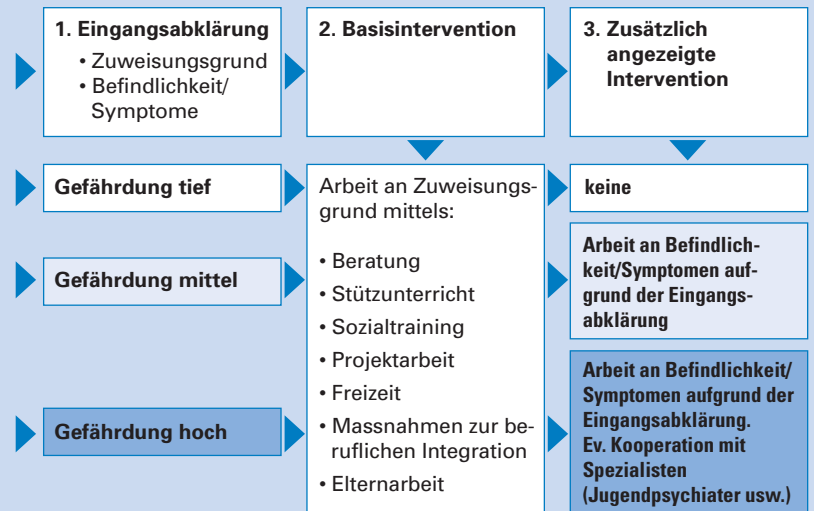 1. Eingangsabklärung
• Zuweisungsgrund
• Befindlichkeit/
Symptome
2. Basisintervention
3. Zusätzlich
angezeigte
Intervention
Gefährdung tief
Gefährdung mittel
Gefährdung hoch
Arbeit an Zuweisungs-
grund mittels:
• Beratung
• Stützunterricht
• Sozialtraining
• Projektarbeit
• Freizeit
• Massnahmen zur be-
ruflichen Integration
• Elternarbeit
keine
Arbeit an Befindlich-
keit/Symptomen auf-
grund der Eingangs-
abklärung
Arbeit an Befindlichkeit/
Symptomen aufgrund der
Eingangsabklärung.
Ev. Kooperation mit
Spezialisten
(Jugendpsychiater usw.)